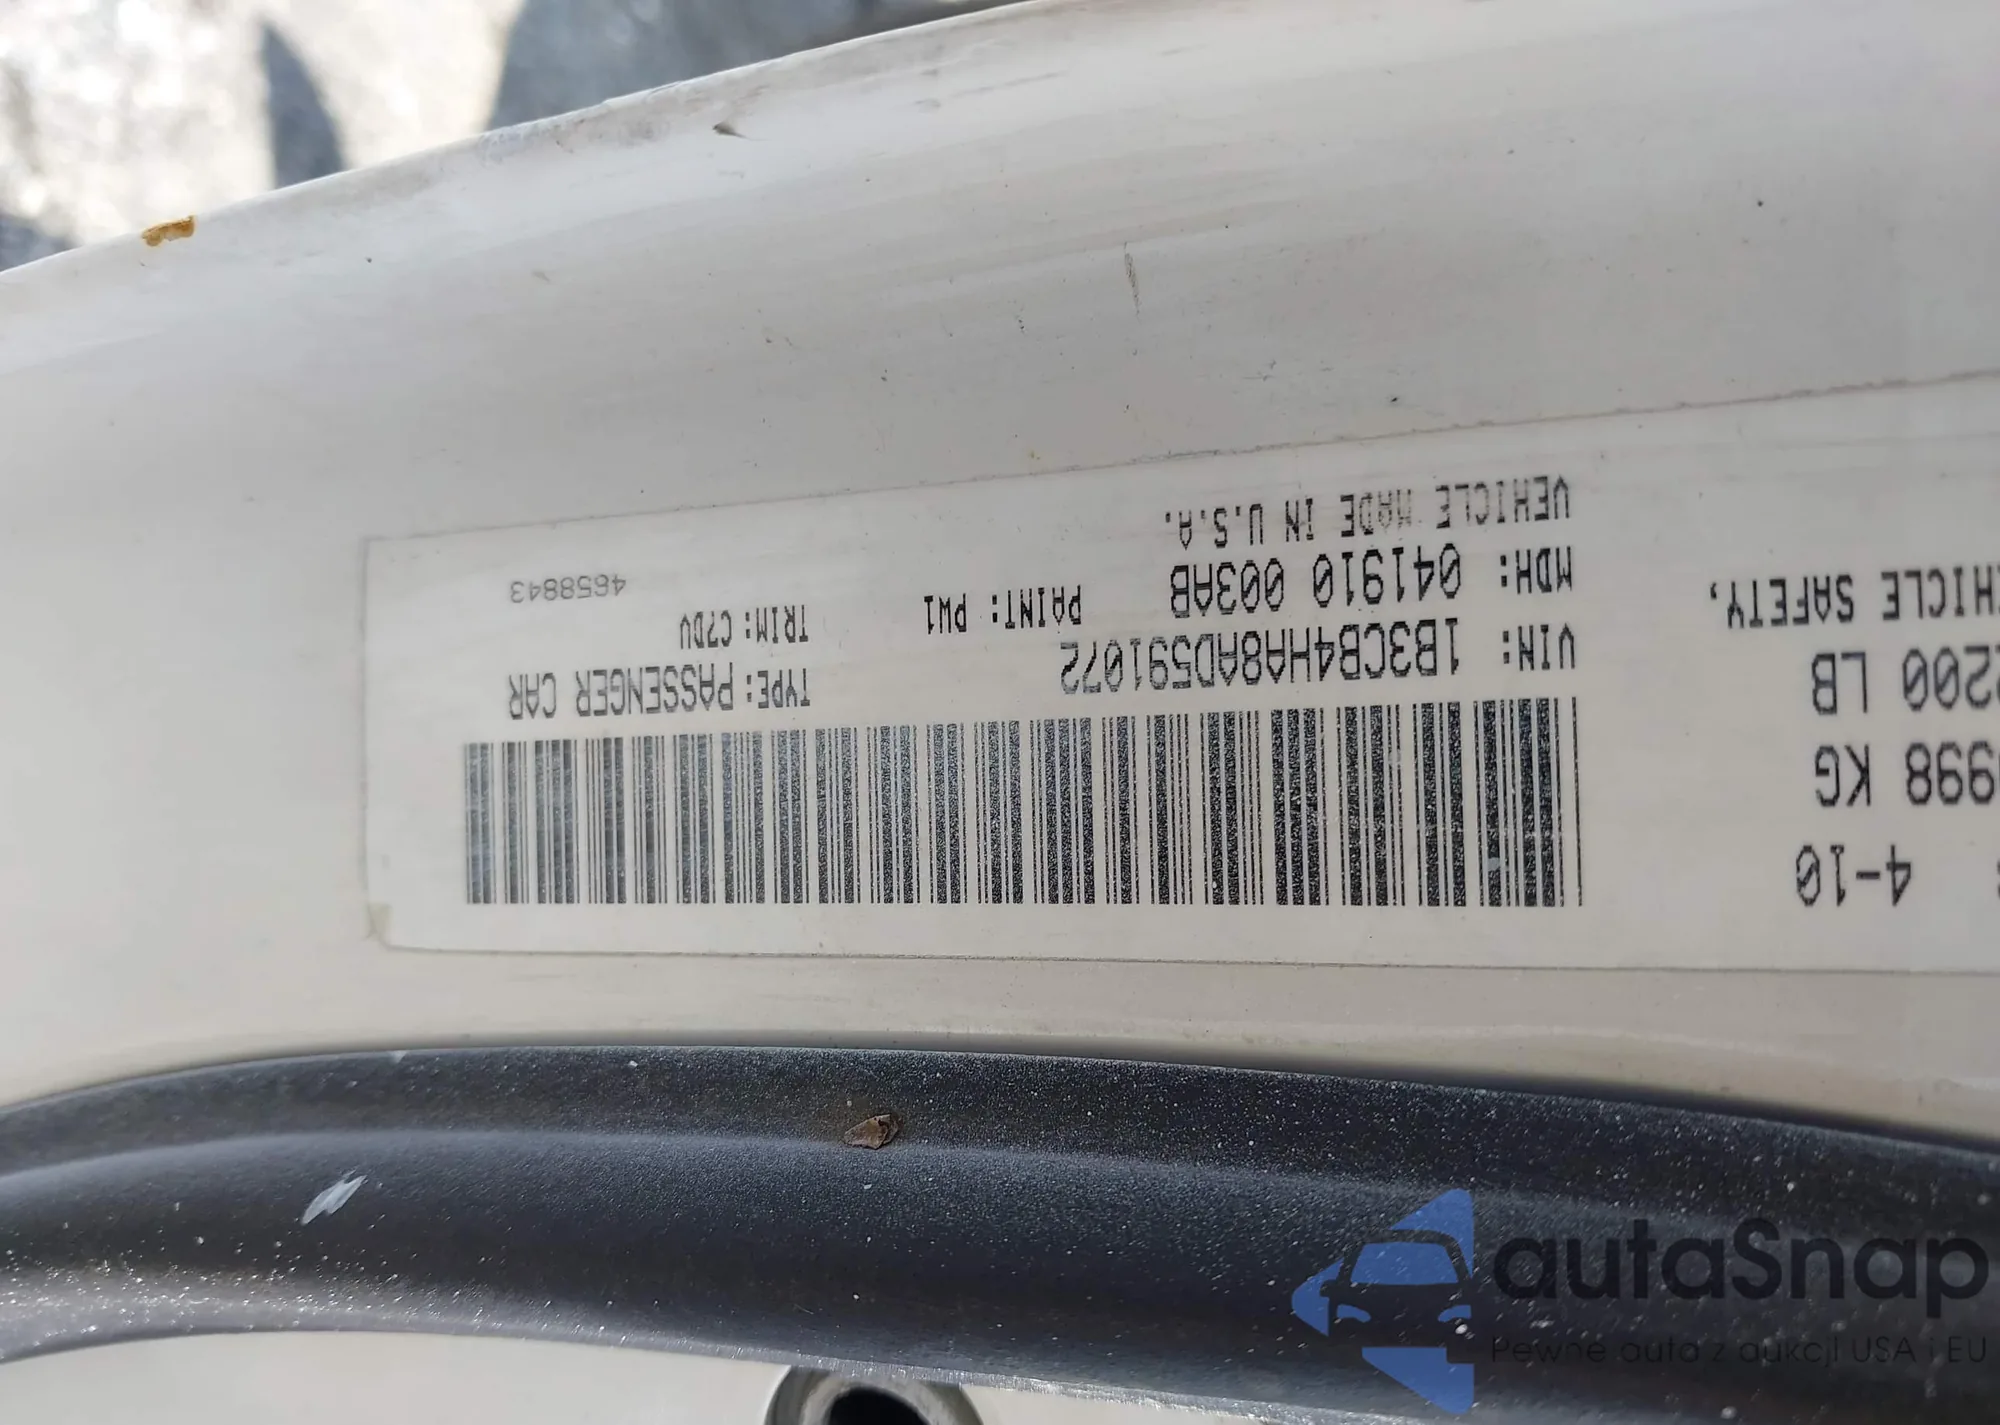 4-10
998 KG
200 LB
HICLE SAFETY,
VIN: 1B3CB4HA8AD591072
TYPE: PASSENGER CAR
MDH: 041910 003AB
PAINT: PW1
TRIM: C7DV
VEHICLE MADE IN U.S.A.
4658843
autaSnap
Pewne auta z aukcji USA i EU